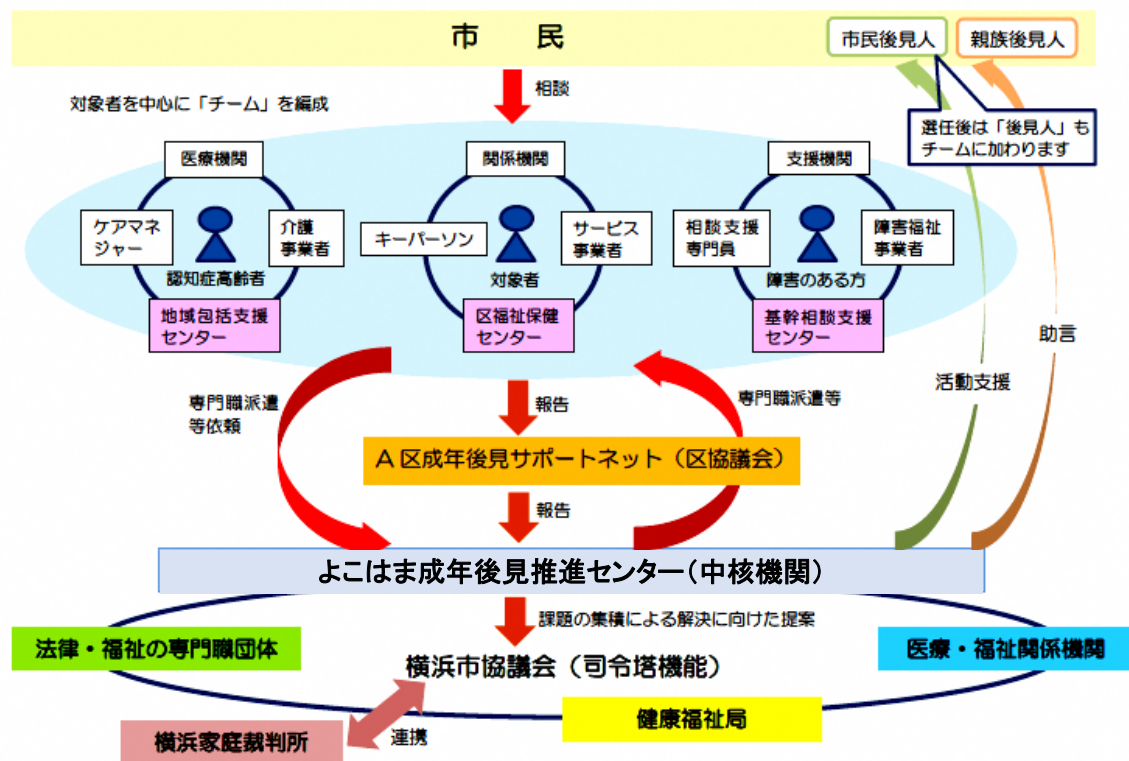 市　民
市民後見人
親族後見人
相談
対象者を中心に「チーム」を編成
選任後は「後見人」も
チームに加わります
医療機関
ケアマネ
ジャー
介護
事業者
認知症高齢者
地域包括支援
センター
関係機関
キーパーソン
サービス
事業者
対象者
区福祉保健
センター
支援機関
相談支援
専門員
障害福祉
事業者
障害のある方
基幹相談支援
センター
助言
活動支援
専門職派遣
等依頼
報告
専門職派遣等
A区成年後見サポートネット（区協議会）
報告
よこはま成年後見推進センター（中核機関）
課題の集積による解決に向けた提案
法律・福祉の専門職団体
横浜市協議会（司令塔機能）
医療・福祉関係機関
健康福祉局
横浜家庭裁判所
連携